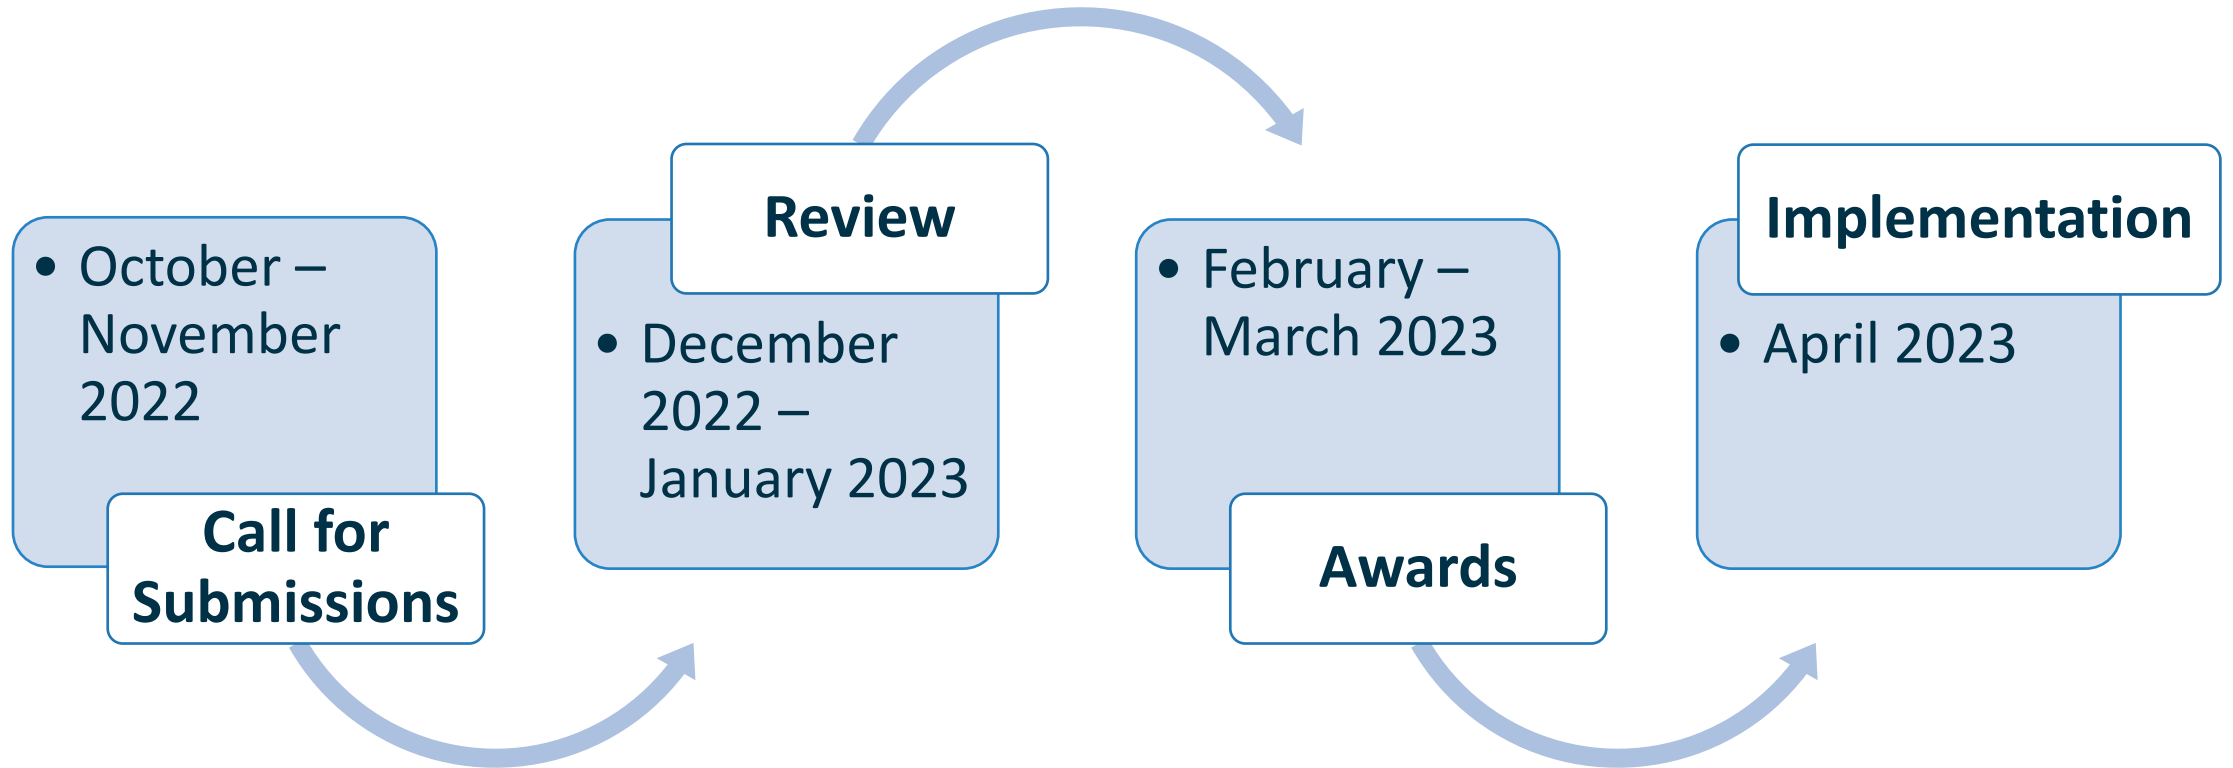 • October –
November
2022
Call for
Submissions
Review
• December
2022 –
January 2023
• February –
March 2023
Awards
Implementation
• April 2023